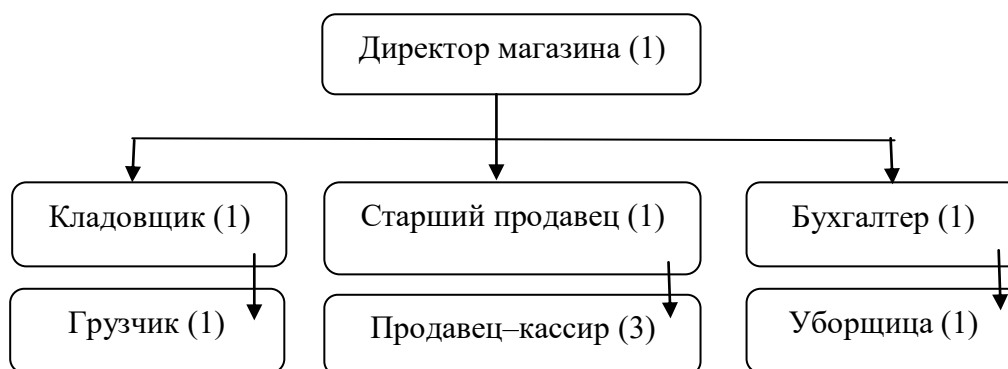 Директор магазина (1)
Кладовщик (1)
Старший продавец (1)
Бухгалтер (1)
Грузчик (1)
Продавец–кассир (3)
Уборщица (1)